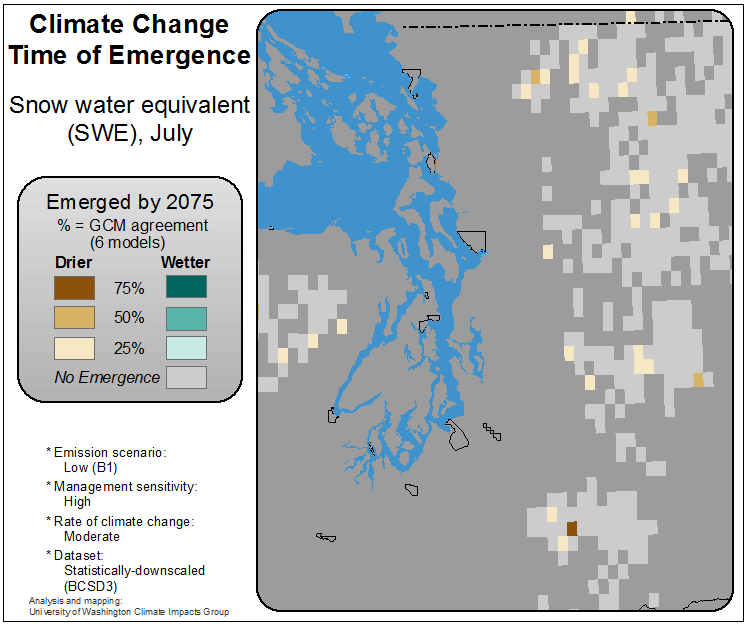 Climate Change
Time of Emergence
Snow water equivalent
(SWE), July
Emerged by 2075
% = GCM agreement
(6 models)
Drier Wetter
75%
50%
25%
No Emergence
* Emission scenario:
Low (B1)
* Management sensitivity:
High
* Rate of climate change:
Moderate
* Dataset:
Statistically-downscaled
(BCSD3)
Analysis and mapping:
University of Washington Climate Impacts Group